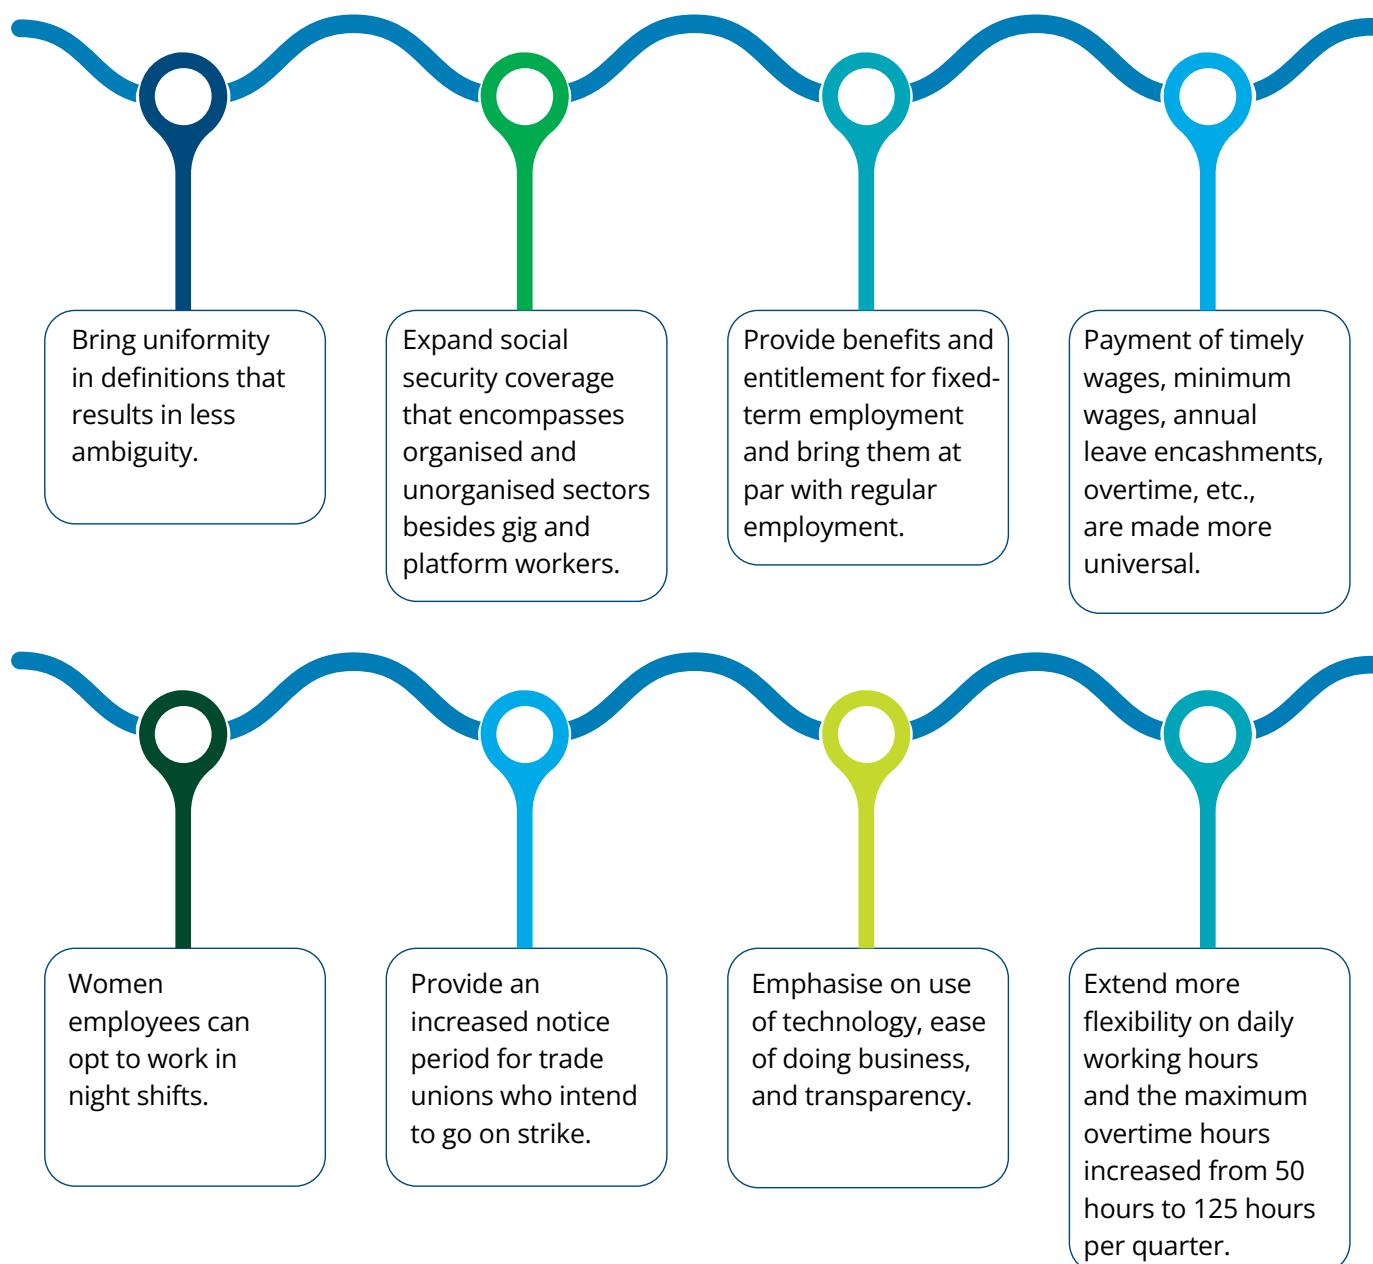 Bring uniformity
in definitions that
results in less
ambiguity.
Expand social
security coverage
that encompasses
organised and
unorganised sectors
besides gig and
platform workers.
Provide benefits and
entitlement for fixed-
term employment
and bring them at
par with regular
employment.
Payment of timely
wages, minimum
wages, annual
leave encashments,
overtime, etc.,
are made more
universal.
Women
employees can
opt to work in
night shifts.
Provide an
increased notice
period for trade
unions who intend
to go on strike.
Emphasise on use
of technology, ease
of doing business,
and transparency.
Extend more
flexibility on daily
working hours
and the maximum
overtime hours
increased from 50
hours to 125 hours
per quarter.